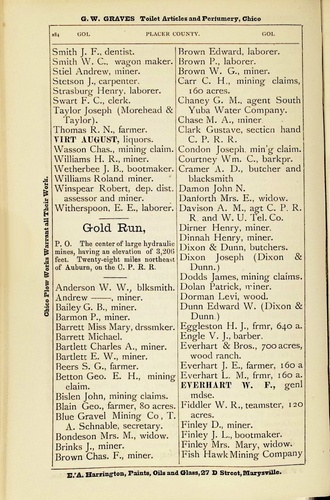 G. W. GRAVES Toilet Articles and Perfumery, Chico
284 GOL. PLACER COUNTY. GOL.
Smith J. F., dentist.
Smith W. C., wagon maker.
Stiel Andrew, miner.
Stetson J., carpenter.
Strasburg Henry, laborer.
Swart F. C., clerk.
Taylor Joseph (Morehead &
Taylor).
Thomas R. N., farmer.
VIRT AUGUST, liquors.
Wasson Chas., mining claim.
Williams H. R., miner.
Wetherbee J. B., bootmaker.
Williams Roland miner.
Winspear Robert, dep. dist.
assessor and miner.
Witherspoon, E. E., laborer.
Gold Run,
P. O. The center of large hydraulic
mines, having an elevation of 3,206
feet. Twenty-eight miles northeast
of Auburn, on the C. P. R. R.
Anderson W. W., blksmith.
Andrew ——, miner.
Bailey G. B., miner.
Barmon P., miner.
Barrett Miss Mary, drssmker.
Barrett Michael.
Bartlett Charles A., miner.
Bartlett E. W., miner.
Beers S. G., farmer.
Betton Geo. E. H., mining
claim.
Bislen John, mining claims.
Blain Geo., farmer, 80 acres.
Blue Gravel Mining Co., T.
A. Schnable, secretary.
Bondeson Mrs. M., widow.
Brinks J., miner.
Brown Chas. F., miner.
Brown Edward, laborer.
Brown P., laborer.
Brown W. G., miner.
Carr C. H., mining claims,
160 acres.
Chaney G. M., agent South
Yuba Water Company.
Chase M. A., miner
Clark Gustave, section hand
C. P. R. R.
Condon Joseph, min'g claim.
Courtney Wm. C., barkpr.
Cramer A. D., butcher and
blacksmith
Damon John N.
Danforth Mrs. E., widow.
Davison A. M., agt C. P. R.
R. and W. U. Tel. Co.
Dirner Henry, miner.
Dinnah Henry, miner.
Dixon & Dunn, butchers.
Dixon Joseph (Dixon &
Dunn.)
Dodds James, mining claims.
Dolan Patrick, miner.
Dorman Levi, wood.
Dunn Edward W. (Dixon &
Dunn.)
Eggleston H. J., frmr, 640 a.
Engle V. J., barber.
Everhart & Bros., 700 acres,
wood ranch.
Everhart J. E., farmer, 160 a
Everhart L. M., frmr, 160 a.
EVERHART W. F., genl
mdse.
Fiddler W. R., teamster, 120
acres.
Finley D., miner.
Finley J. L., bootmaker.
Finley Mrs. Mary, widow.
Fish Hawk Mining Company
Chico Plow Works Warrant all Their Work.
E. A. Harrington, Paints, Oils and Glass, 27 D Street, Marysville.